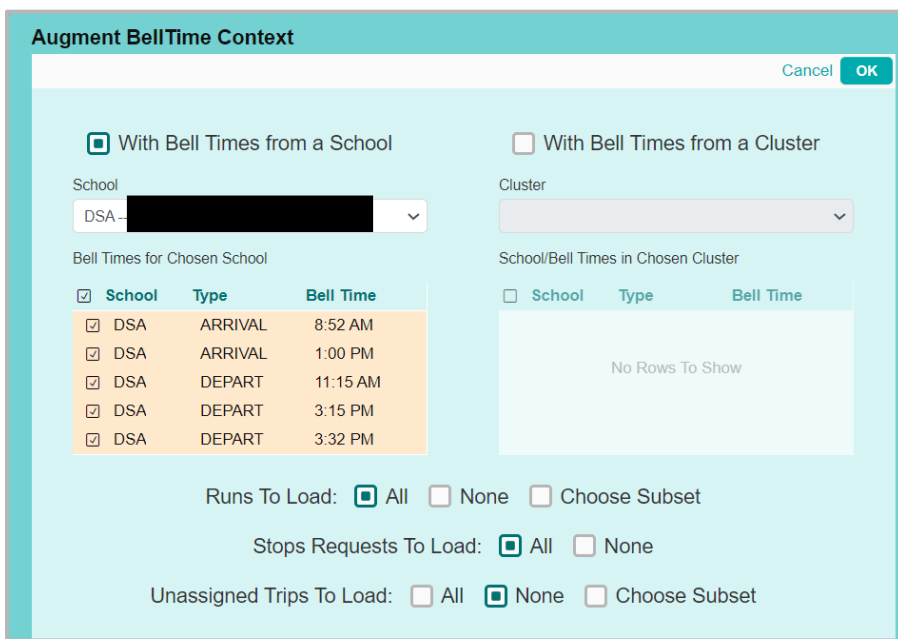 Augment BellTime Context
Cancel OK
With Bell Times from a School
With Bell Times from a Cluster
School
Cluster
DSA --
Bell Times for Chosen School
School/Bell Times in Chosen Cluster
School Type Bell Time
School Type Bell Time
DSA ARRIVAL 8:52 AM
DSA ARRIVAL 1:00 PM
DSA DEPART 11:15 AM
DSA DEPART 3:15 PM
DSA DEPART 3:32 PM
No Rows To Show
Runs To Load: All None Choose Subset
Stops Requests To Load: All None
Unassigned Trips To Load: All None Choose Subset